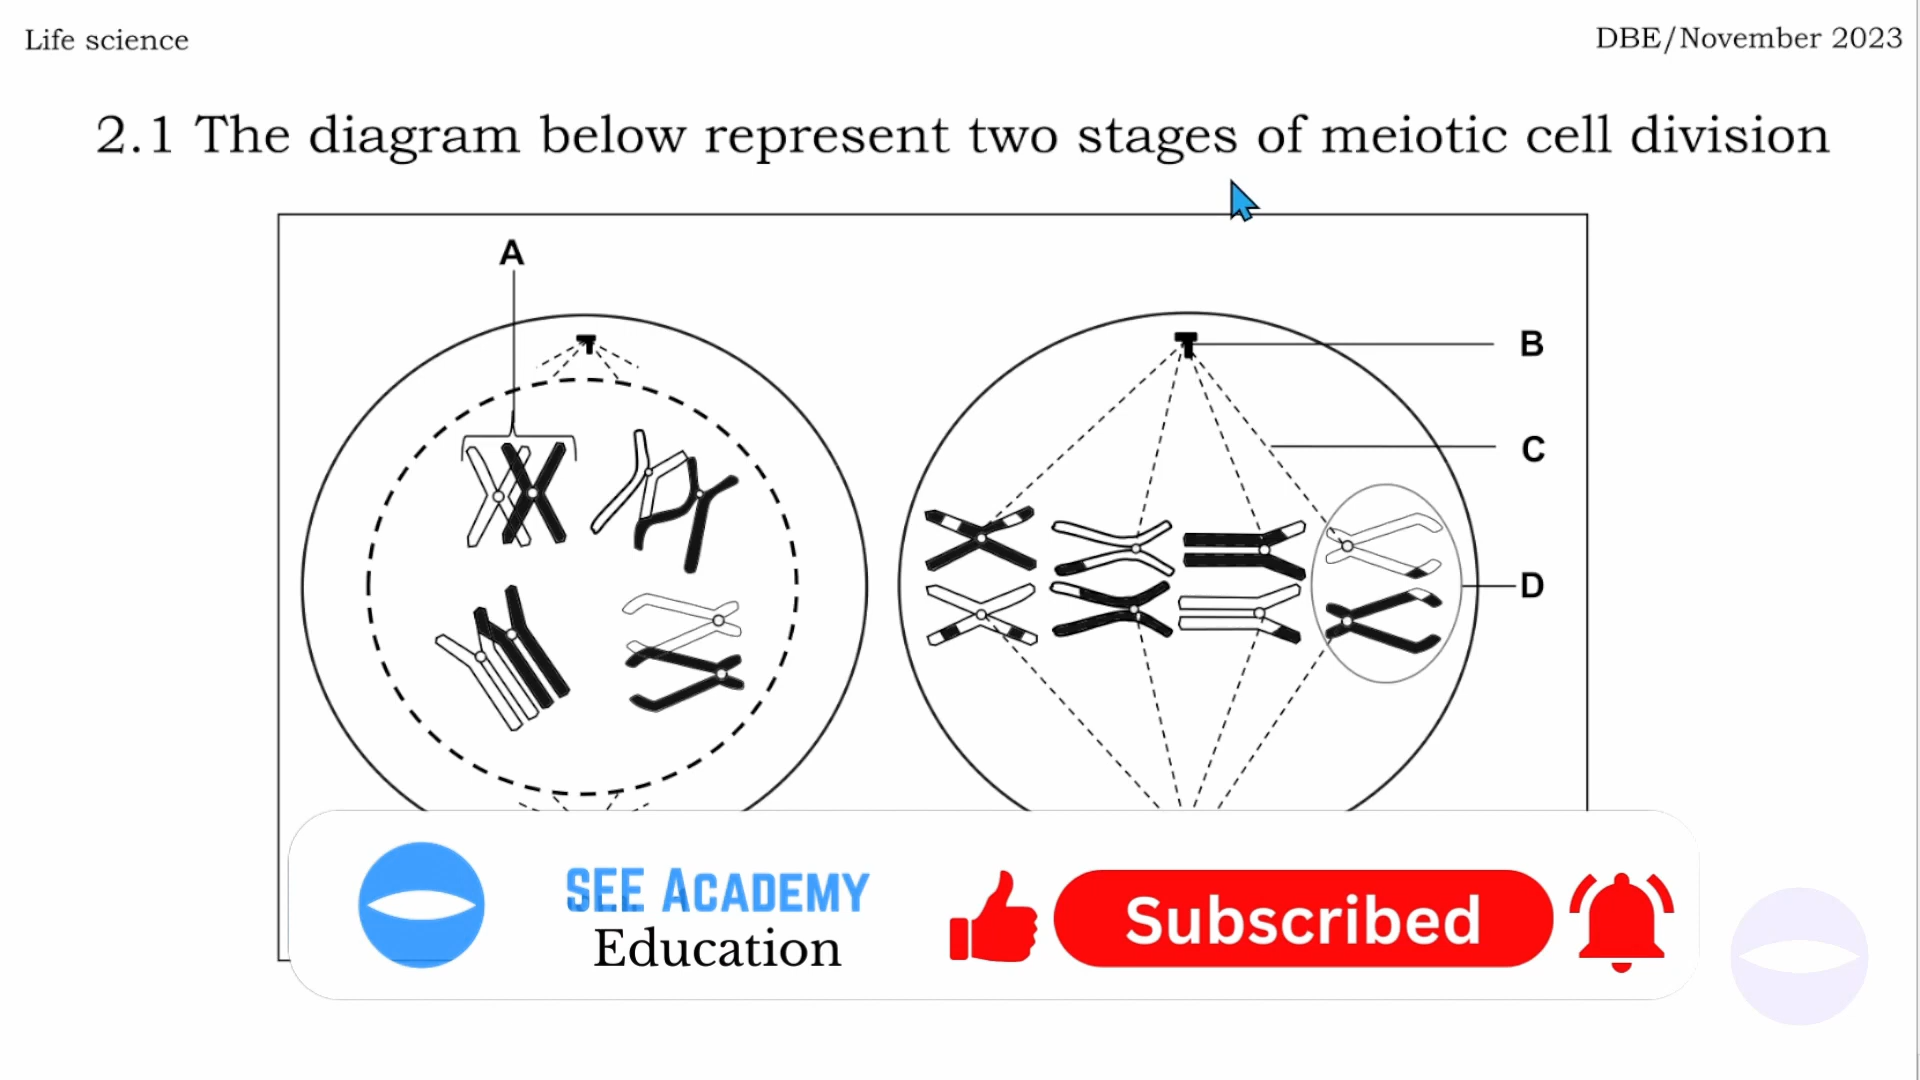 Life science
DBE/November 2023
2.1 The diagram below represent two stages of meiotic cell division
A
B
C
D
SEE ACADEMY
Education
Subscribed